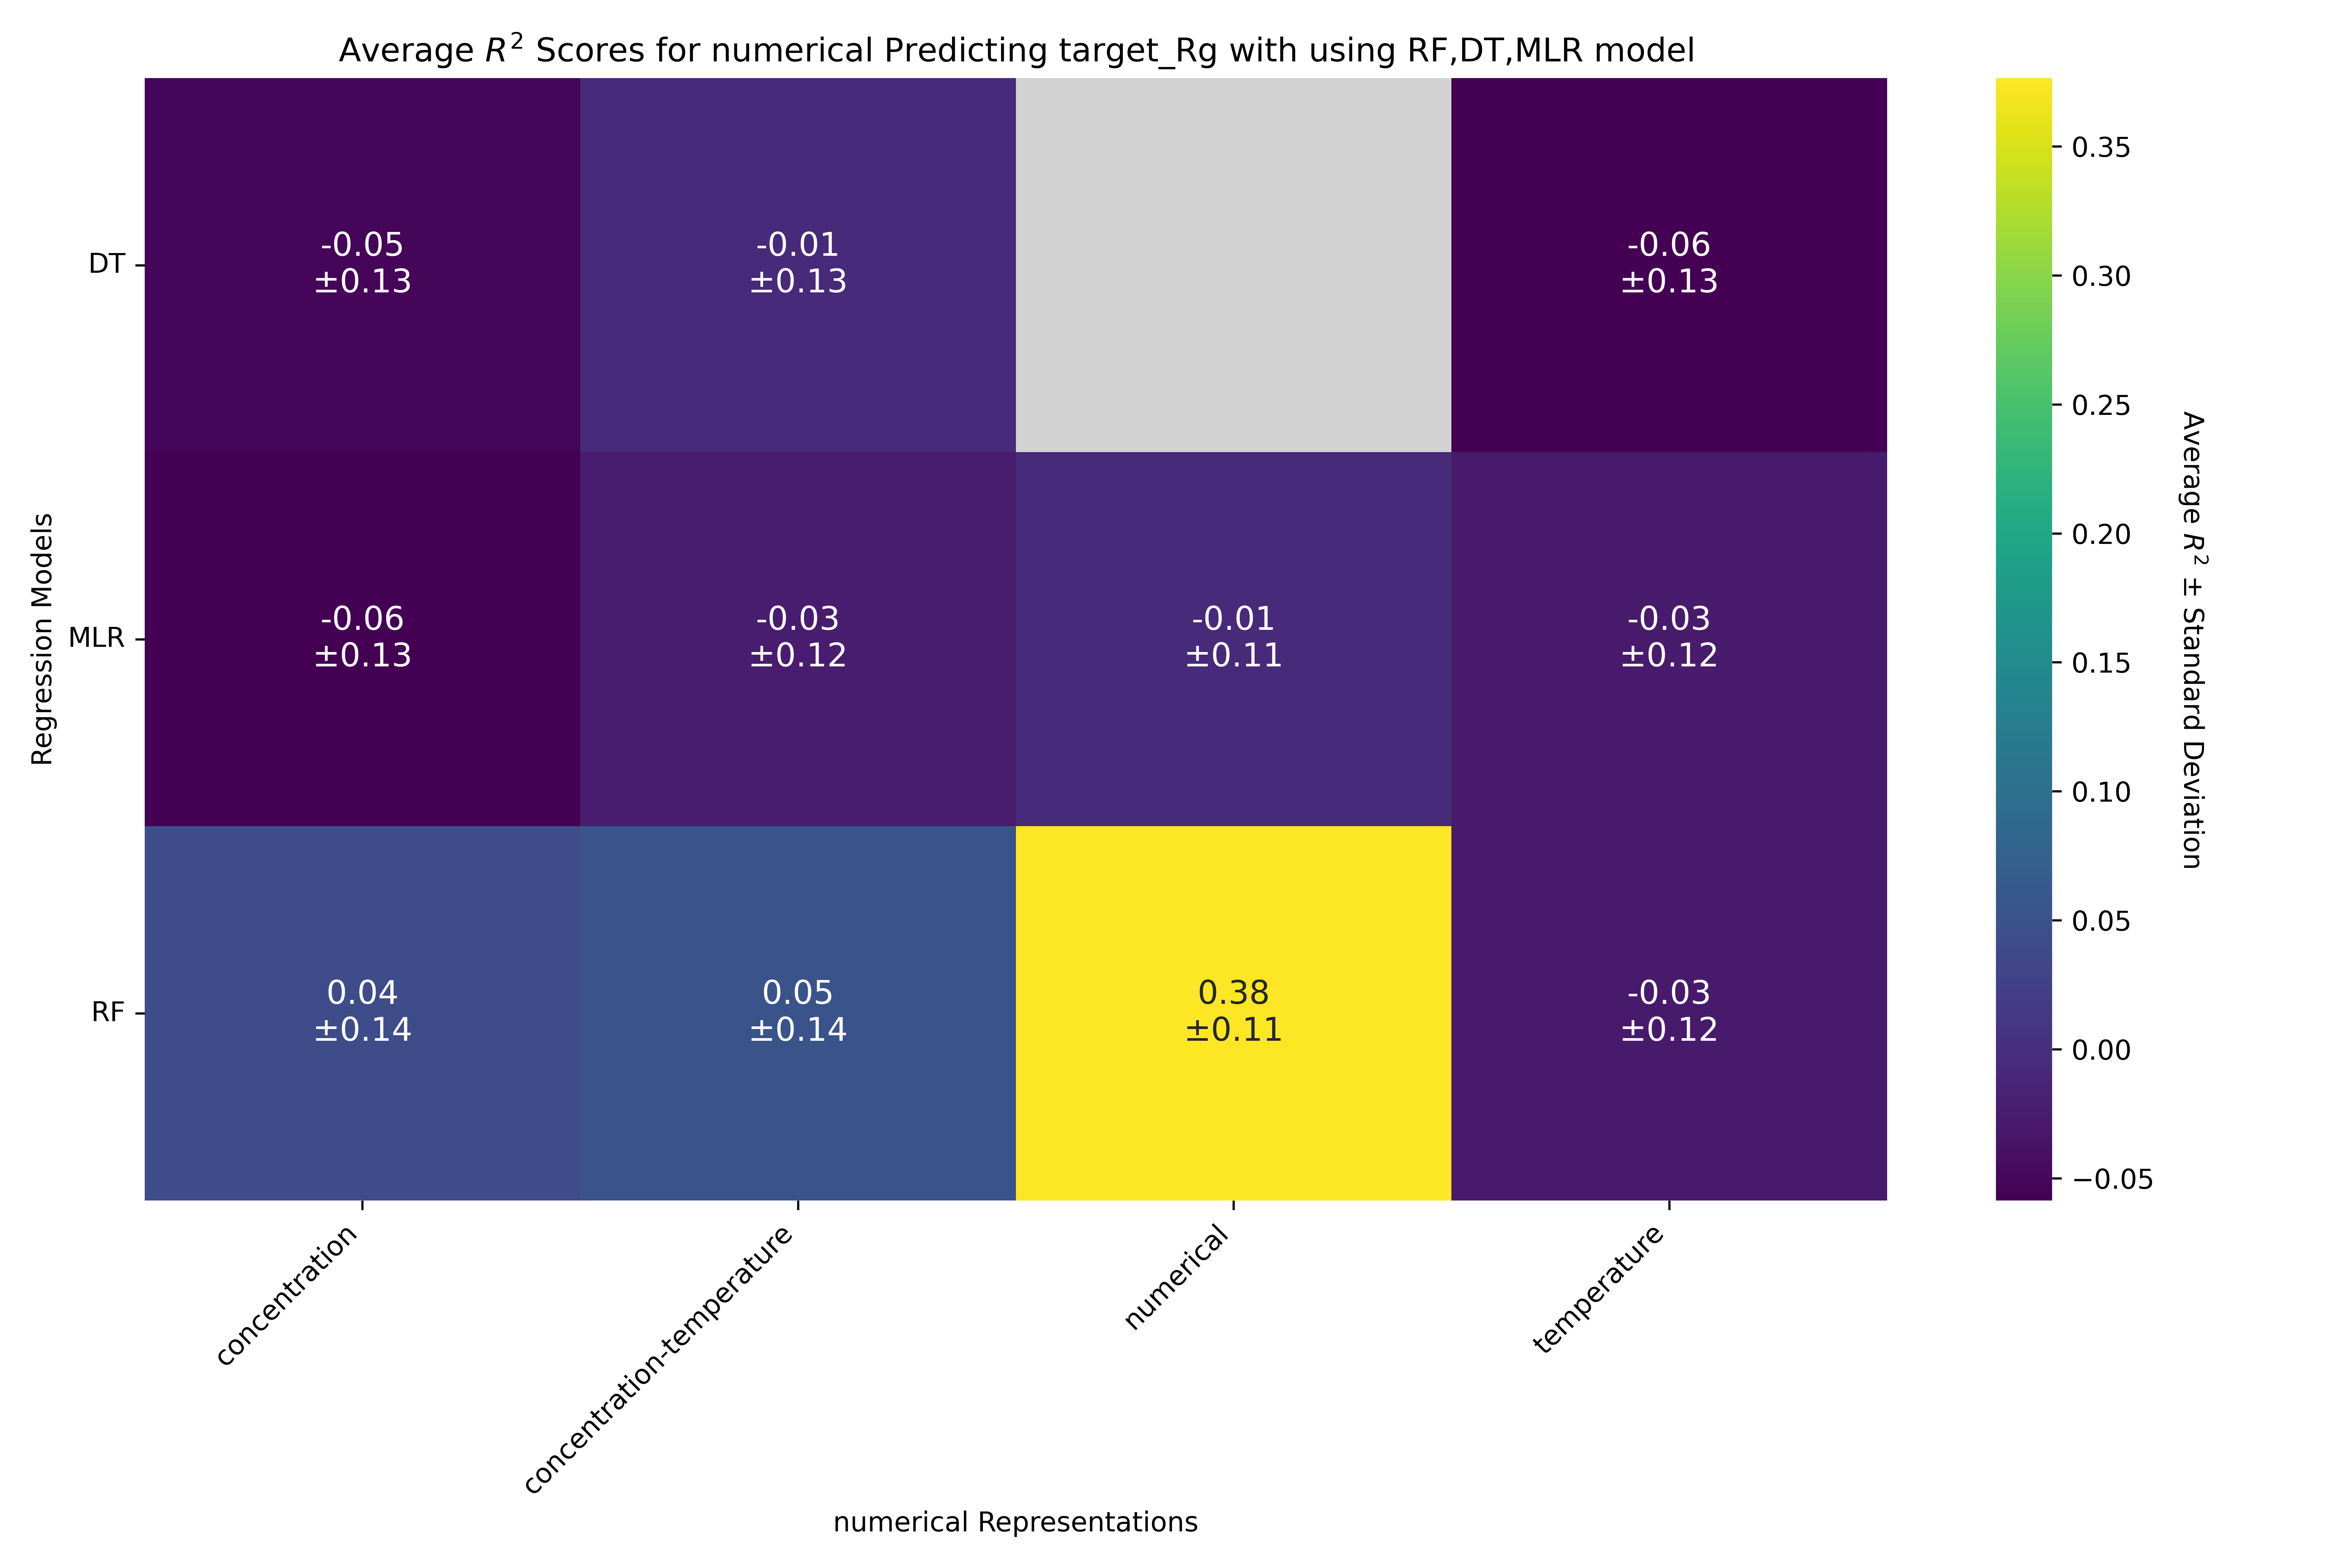 Average R² Scores for numerical Predicting target_Rg with using RF,DT,MLR model
Regression Models
DT
-0.05
±0.13
-0.01
±0.13
-0.06
±0.13
MLR
-0.06
±0.13
-0.03
±0.12
-0.01
±0.11
-0.03
±0.12
RF
0.04
±0.14
0.05
±0.14
0.38
±0.11
-0.03
±0.12
concentration
concentration-temperature
numerical
temperature
numerical Representations
0.35
0.30
0.25
0.20
0.15
0.10
0.05
0.00
−0.05
Average R² ± Standard Deviation